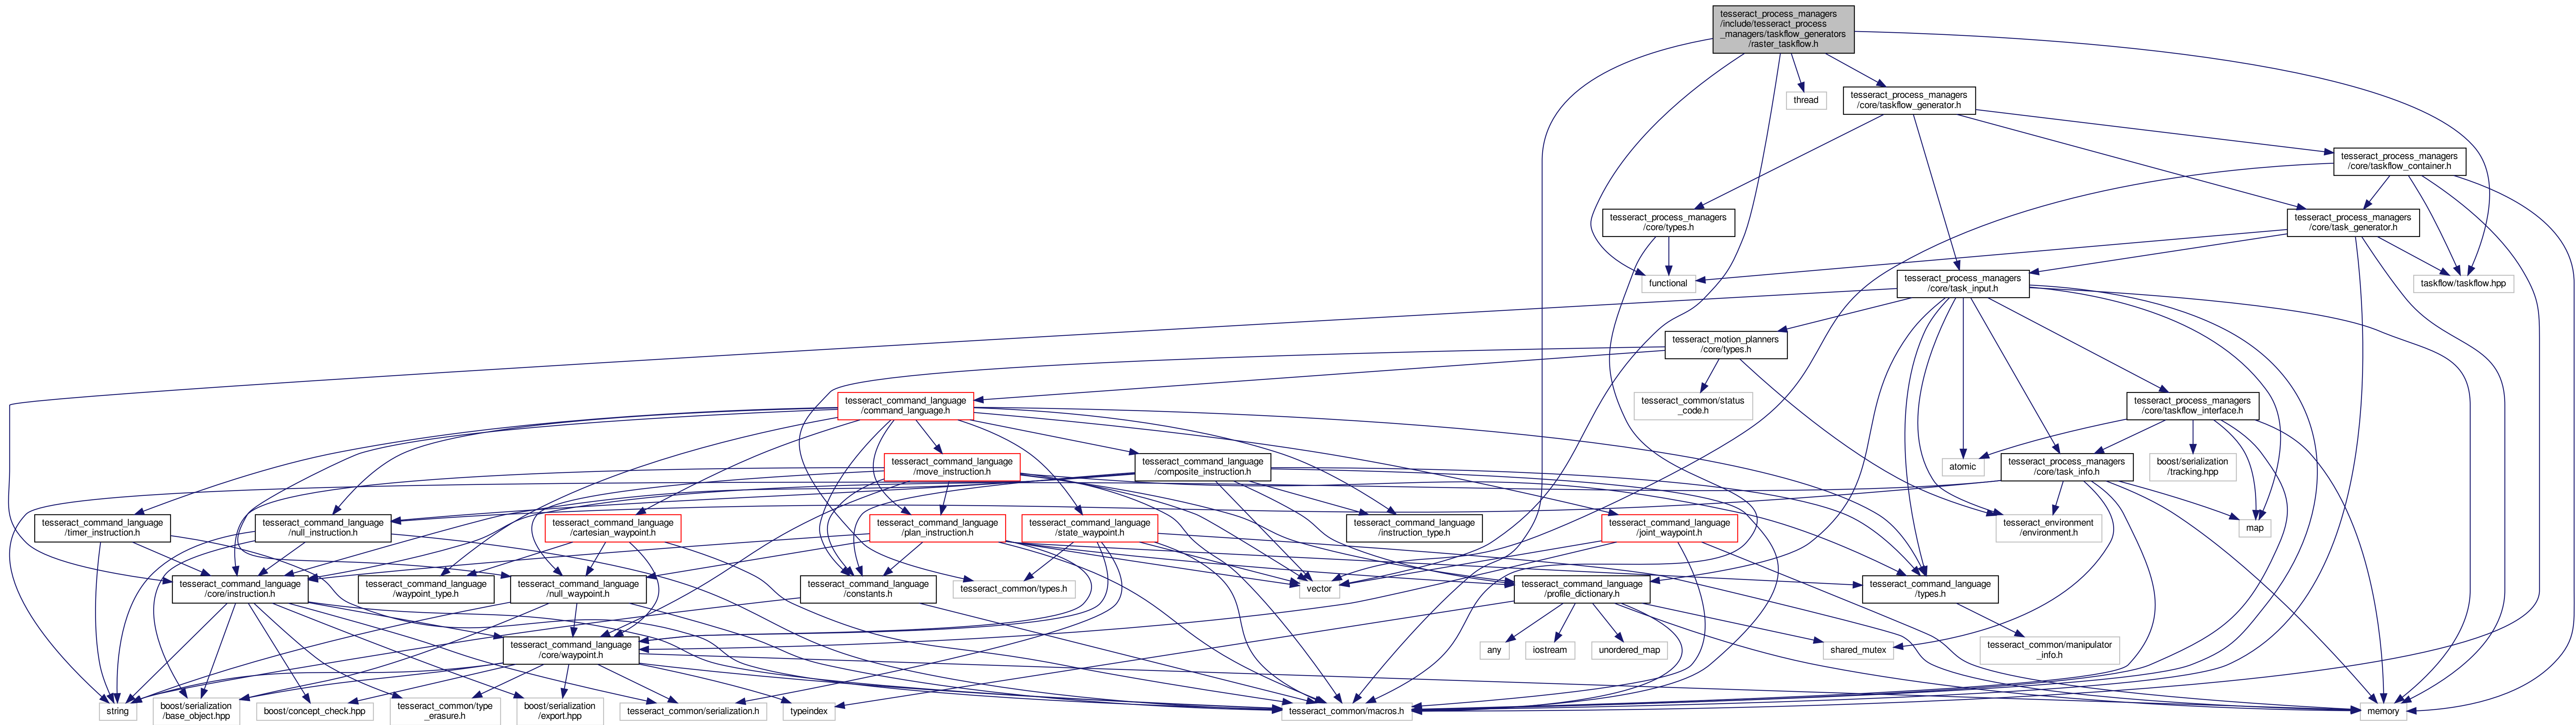 tesseract_process_managers
/include/tesseract_process
_managers/taskflow_generators
/raster_taskflow.h
thread
tesseract_process_managers
/core/taskflow_generator.h
tesseract_process_managers
/core/taskflow_container.h
tesseract_process_managers
/core/types.h
tesseract_process_managers
/core/task_generator.h
functional
tesseract_process_managers
/core/task_input.h
taskflow/taskflow.hpp
tesseract_motion_planners
/core/types.h
tesseract_command_language
/command_language.h
tesseract_common/status
_code.h
tesseract_process_managers
/core/taskflow_interface.h
tesseract_command_language
/move_instruction.h
tesseract_command_language
/composite_instruction.h
atomic
tesseract_process_managers
/core/task_info.h
boost/serialization
/tracking.hpp
tesseract_command_language
/timer_instruction.h
tesseract_command_language
/null_instruction.h
tesseract_command_language
/cartesian_waypoint.h
tesseract_command_language
/plan_instruction.h
tesseract_command_language
/state_waypoint.h
tesseract_command_language
/instruction_type.h
tesseract_command_language
/joint_waypoint.h
tesseract_environment
/environment.h
map
tesseract_command_language
/core/instruction.h
tesseract_command_language
/waypoint_type.h
tesseract_command_language
/null_waypoint.h
tesseract_command_language
/constants.h
tesseract_common/types.h
vector
tesseract_command_language
/profile_dictionary.h
tesseract_command_language
/types.h
tesseract_command_language
/core/waypoint.h
any
iostream
unordered_map
shared_mutex
tesseract_common/manipulator
_info.h
string
boost/serialization
/base_object.hpp
boost/concept_check.hpp
tesseract_common/type
_erasure.h
boost/serialization
/export.hpp
tesseract_common/serialization.h
typeindex
tesseract_common/macros.h
memory